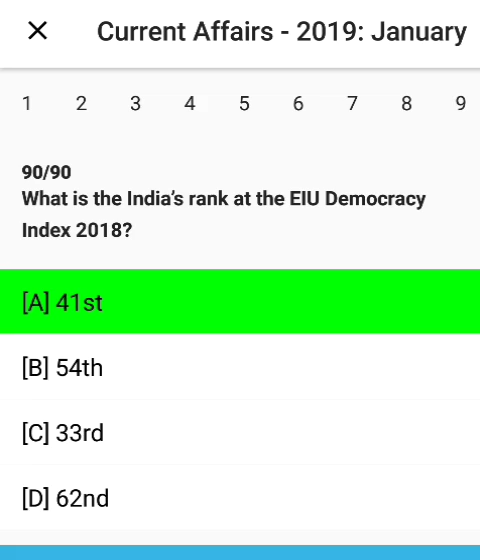 × Current Affairs - 2019: January
1 2 3 4 5 6 7 8 9
90/90
What is the India's rank at the EIU Democracy
Index 2018?
[A] 41st
[B] 54th
[C] 33rd
[D] 62nd